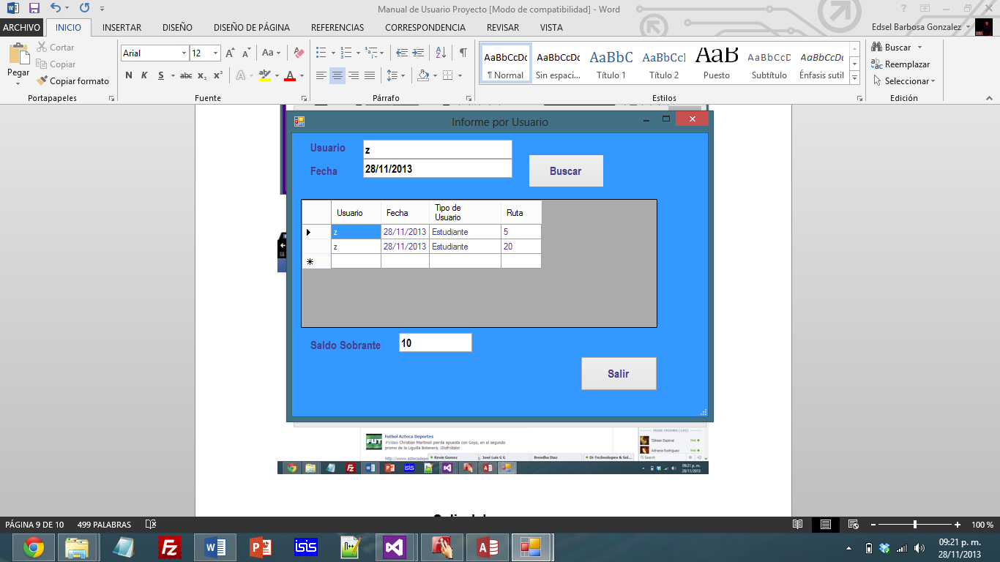 Manual de Usuario Proyecto [Modo de compatibilidad] - Word
ARCHIVO INICIO INSERTAR DISEÑO DISEÑO DE PÁGINA REFERENCIAS CORRESPONDENCIA REVISAR VISTA Edsel Barbosa Gonzalez
Pegar
Cortar
Copiar
Copiar formato
Portapapeles
Arial 12 Aa
N K S abc x₂ x² A aby A
Fuente
Párrafo
AaBbCcDc AaBbCcDc AaBbC AaBbCcI AaB AaBbCcD AaBbCcDc
¶ Normal Sin espaci... Título 1 Título 2 Puesto Subtítulo Énfasis sutil
Estilos
Buscar
Reemplazar
Seleccionar
Edición
Informe por Usuario
Usuario z
Fecha 28/11/2013
Buscar
Usuario Fecha Tipo de Usuario Ruta
z 28/11/2013 Estudiante 5
z 28/11/2013 Estudiante 20
Saldo Sobrante 10
Salir
Futbol Azteca Deportes
#Video Christian Martinoli pierde apuesta con Goyo, en el segundo
promo de la Liguilla Botanera. ¡Disfrútelo!
MORE FRIENDS (102)
Dibeer Espinal
Adriana Rodriguez
Kevin Gomez José Luis G G Brendha Diaz Di-Technologies & Sol... Search
09:21 p. m.
28/11/2013
PÁGINA 9 DE 10 499 PALABRAS 100 %
isis
09:21 p. m.
28/11/2013